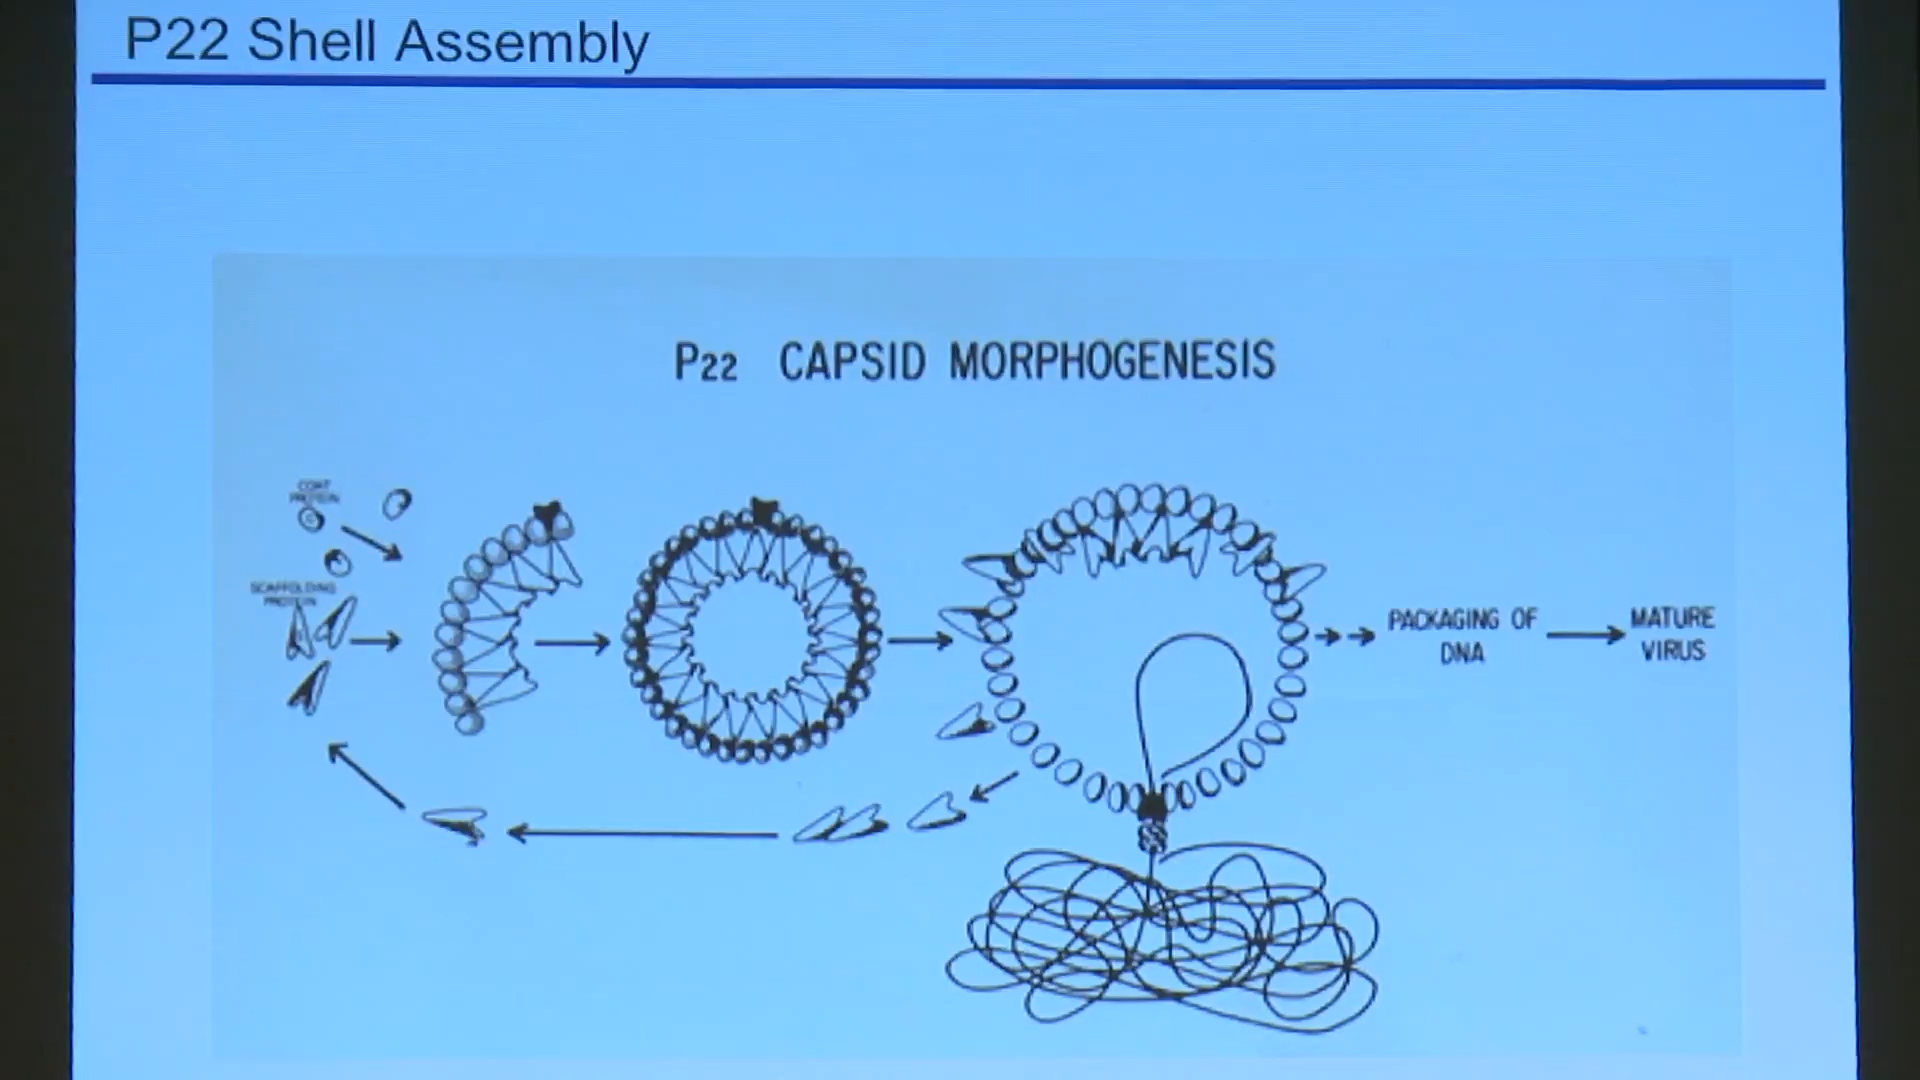 P22 Shell Assembly
P22 CAPSID MORPHOGENESIS
COAT
PROTEIN
SCAFFOLDING
PROTEIN
PACKAGING OF
DNA
MATURE
VIRUS